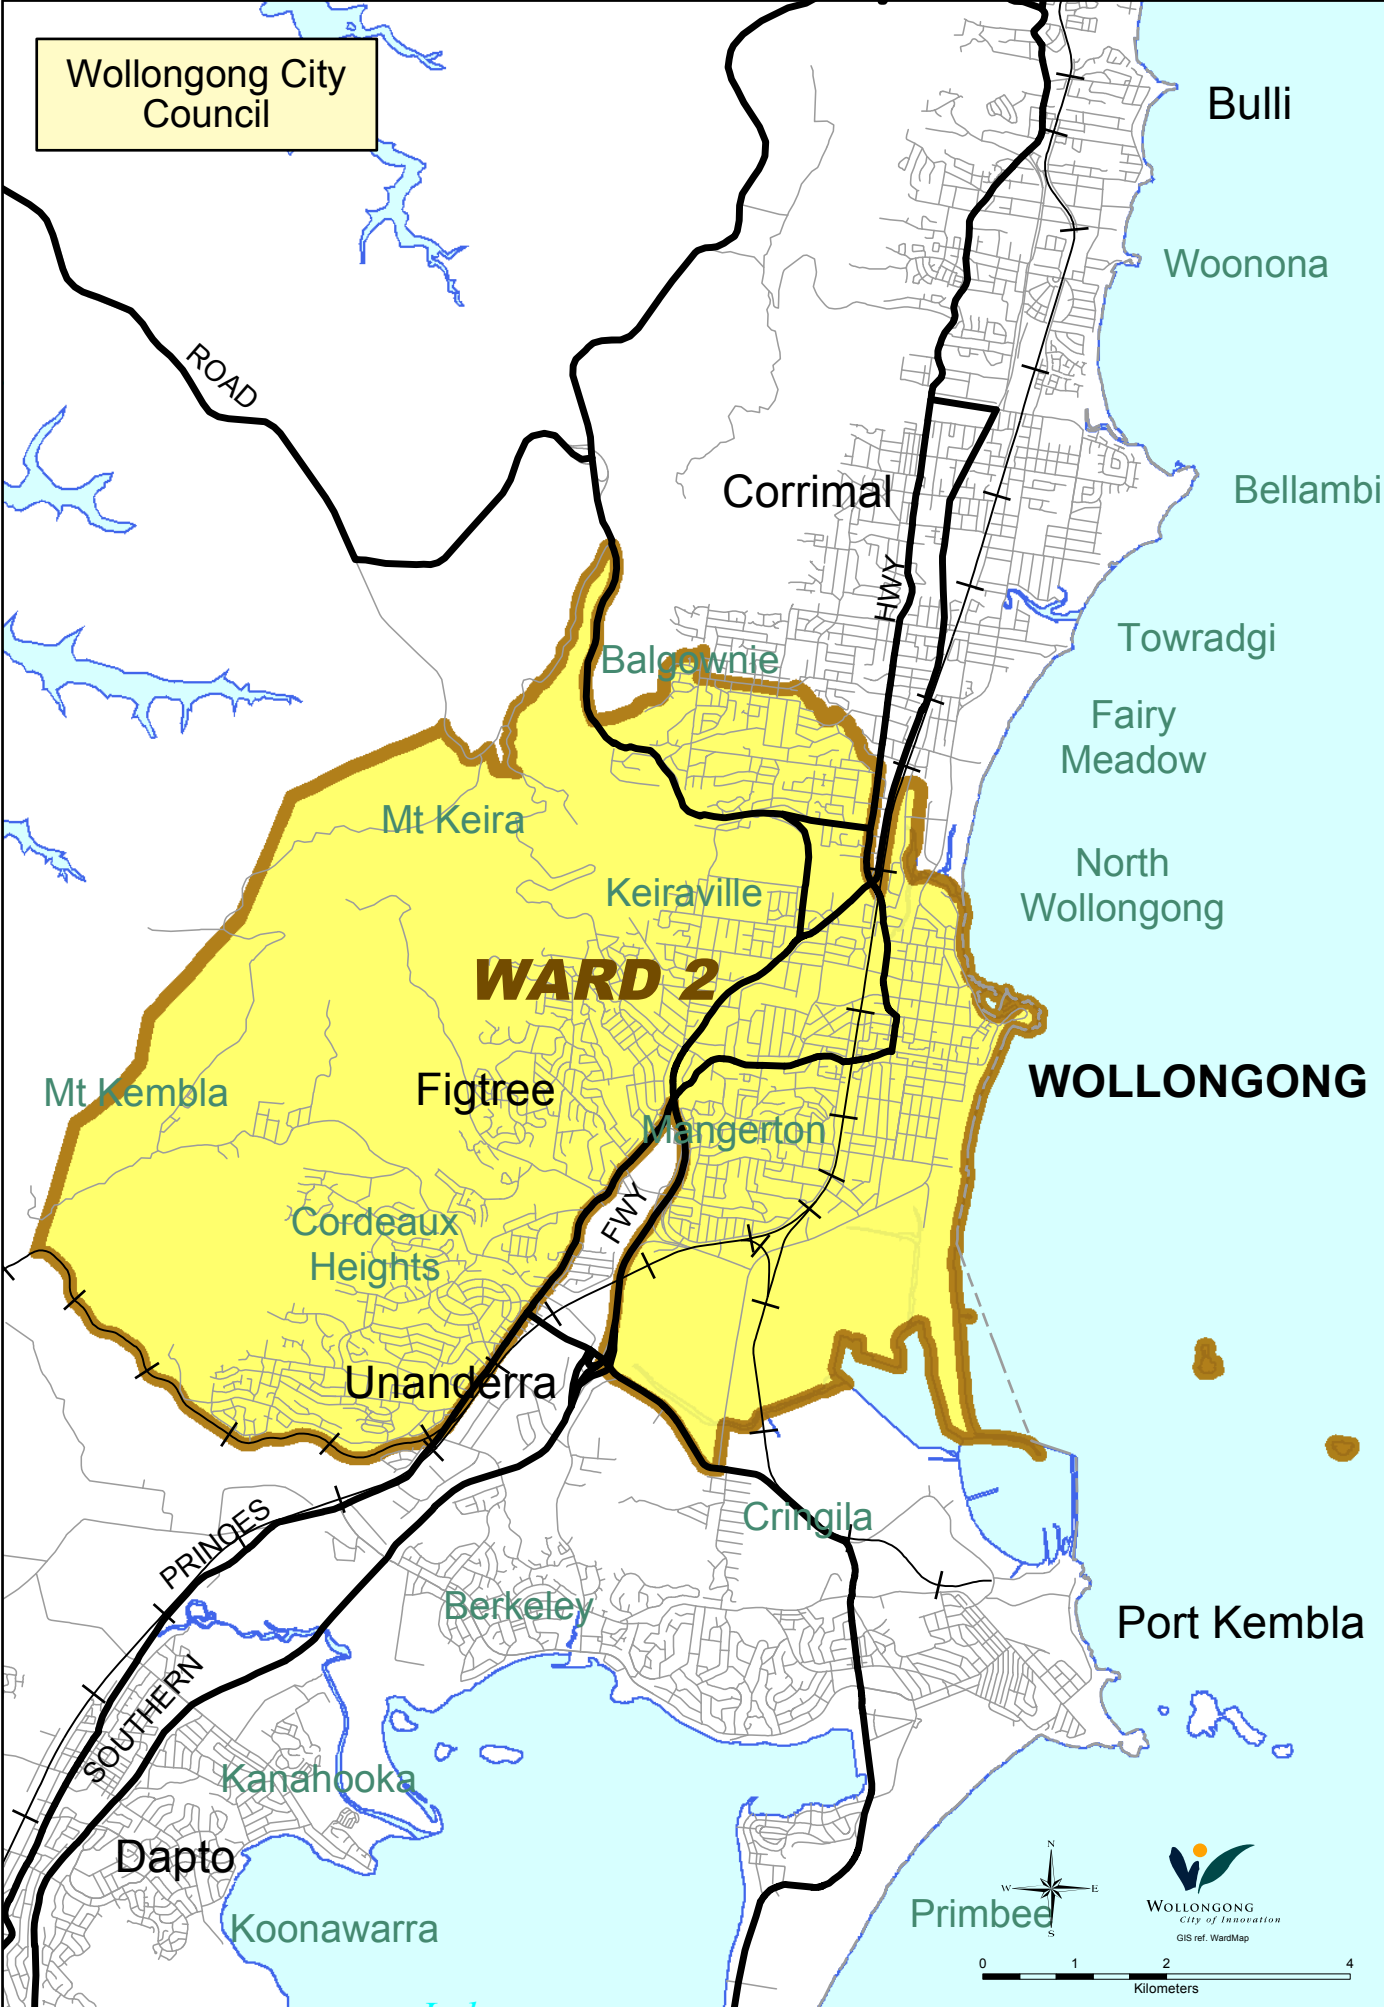 Wollongong City
Council
Bulli
Woonona
ROAD
Corrimal
Bellambi
HWY
Towradgi
Balgownie
Fairy
Meadow
Mt Keira
North
Wollongong
Keiraville
WARD 2
WOLLONGONG
Mt Kembla
Figtree
Mangerton
FWY
Cordeaux
Heights
Unanderra
Cringila
PRINCES
Berkeley
Port Kembla
SOUTHERN
Kanahooka
Dapto
Primbee
N
W
E
S
WOLLONGONG
City of Innovation
GIS ref. WardMap
Koonawarra
0 1 2 4
Kilometers